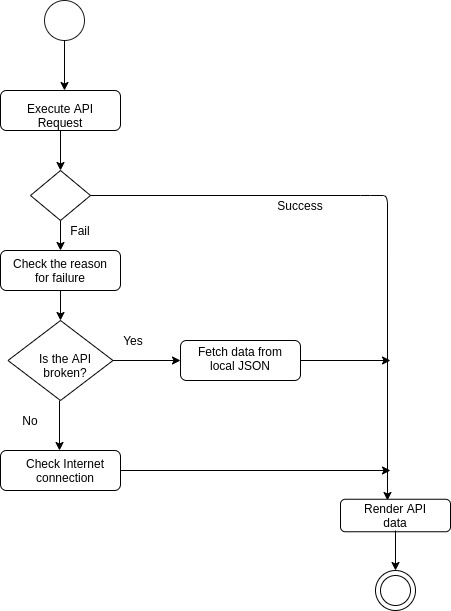 Execute API
Request
Success
Fail
Check the reason
for failure
Yes
Is the API
broken?
Fetch data from
local JSON
No
Check Internet
connection
Render API
data